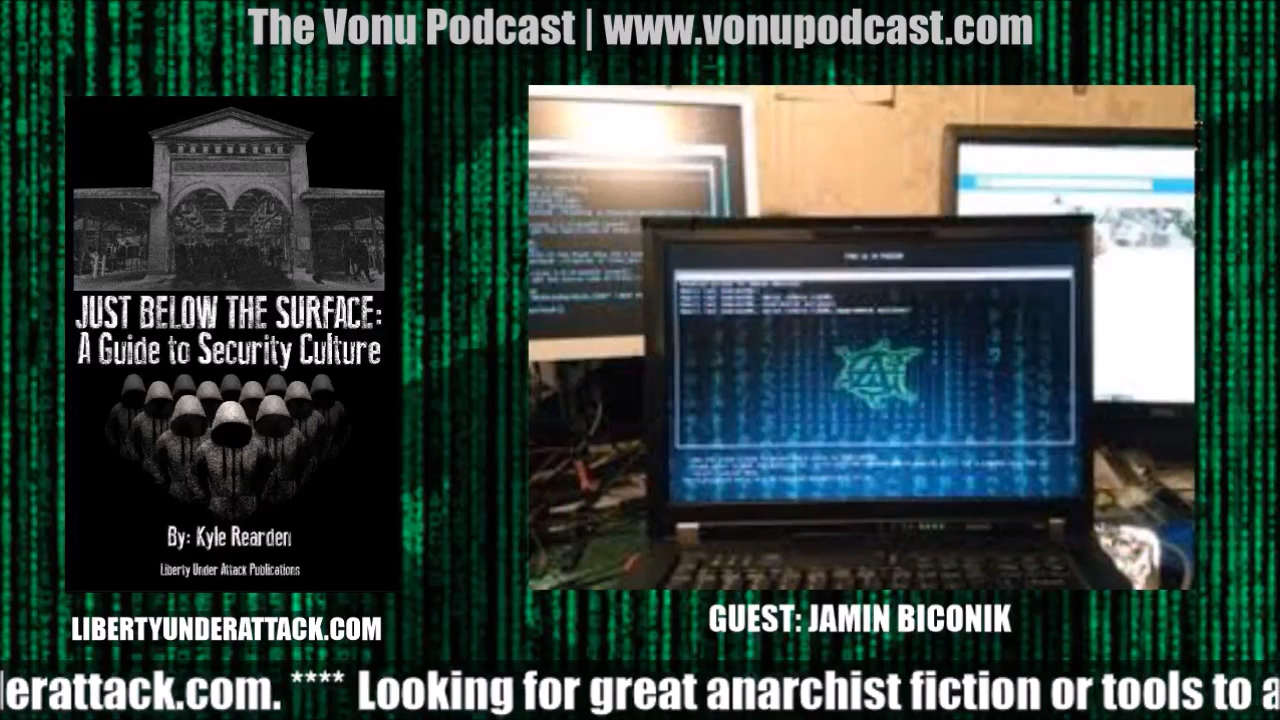 The Vonu Podcast | www.vonupodcast.com
JUST BELOW THE SURFACE:
A Guide to Security Culture
By: Kyle Rearden
Liberty Under Attack Publications
LIBERTYUNDERATTACK.COM
GUEST: JAMIN BICONIK
lerattack.com. **** Looking for great anarchist fiction or tools to a